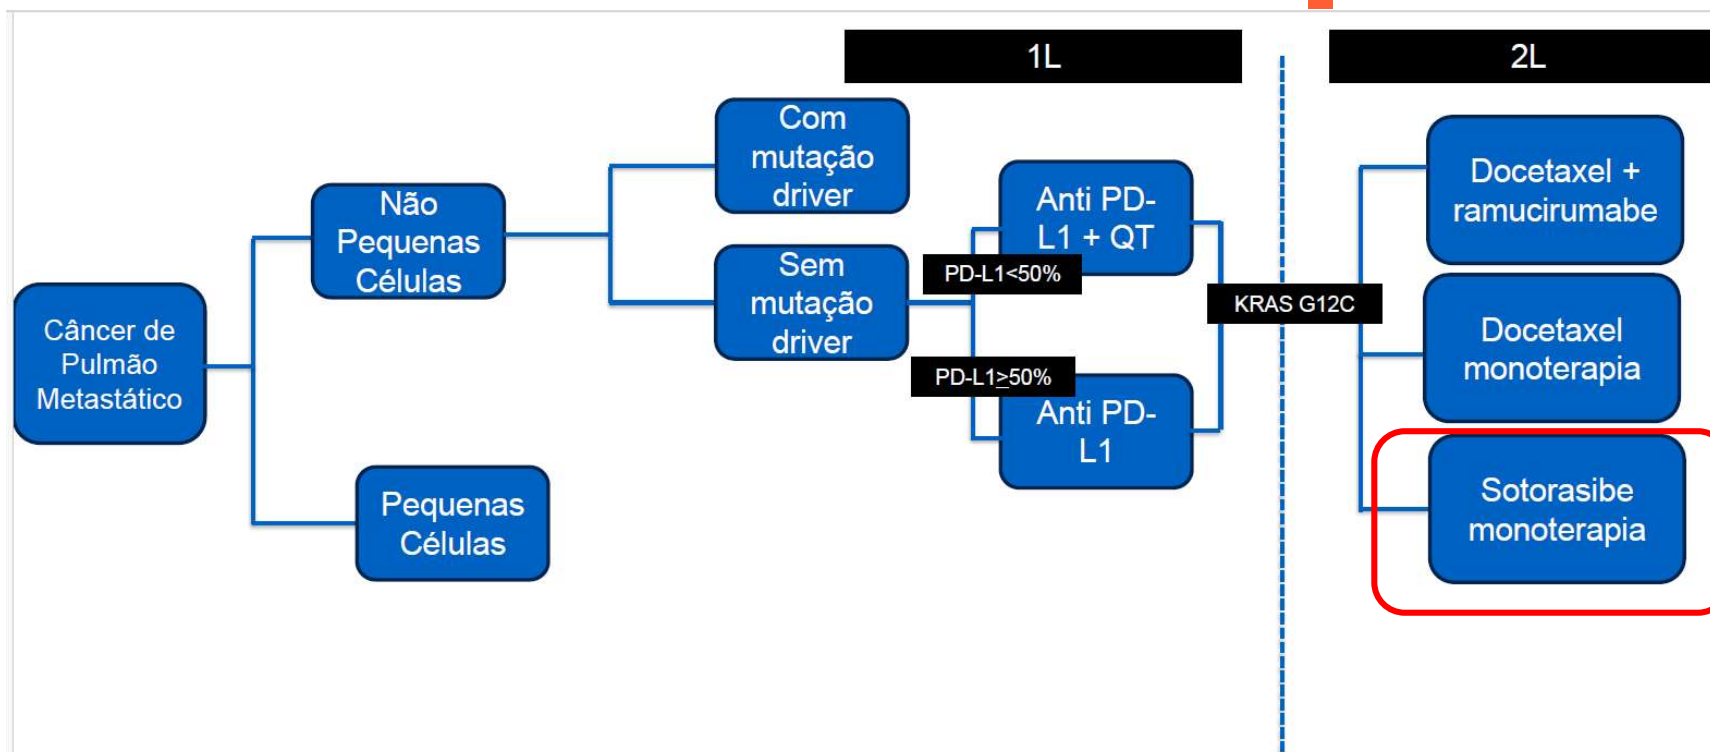 1L
2L
Câncer de
Pulmão
Metastático
Não
Pequenas
Células
Pequenas
Células
Com
mutação
driver
Sem
mutação
driver
PD-L1<50%
PD-L1≥50%
Anti PD-
L1 + QT
Anti PD-
L1
KRAS G12C
Docetaxel +
ramucirumabe
Docetaxel
monoterapia
Sotorasibe
monoterapia